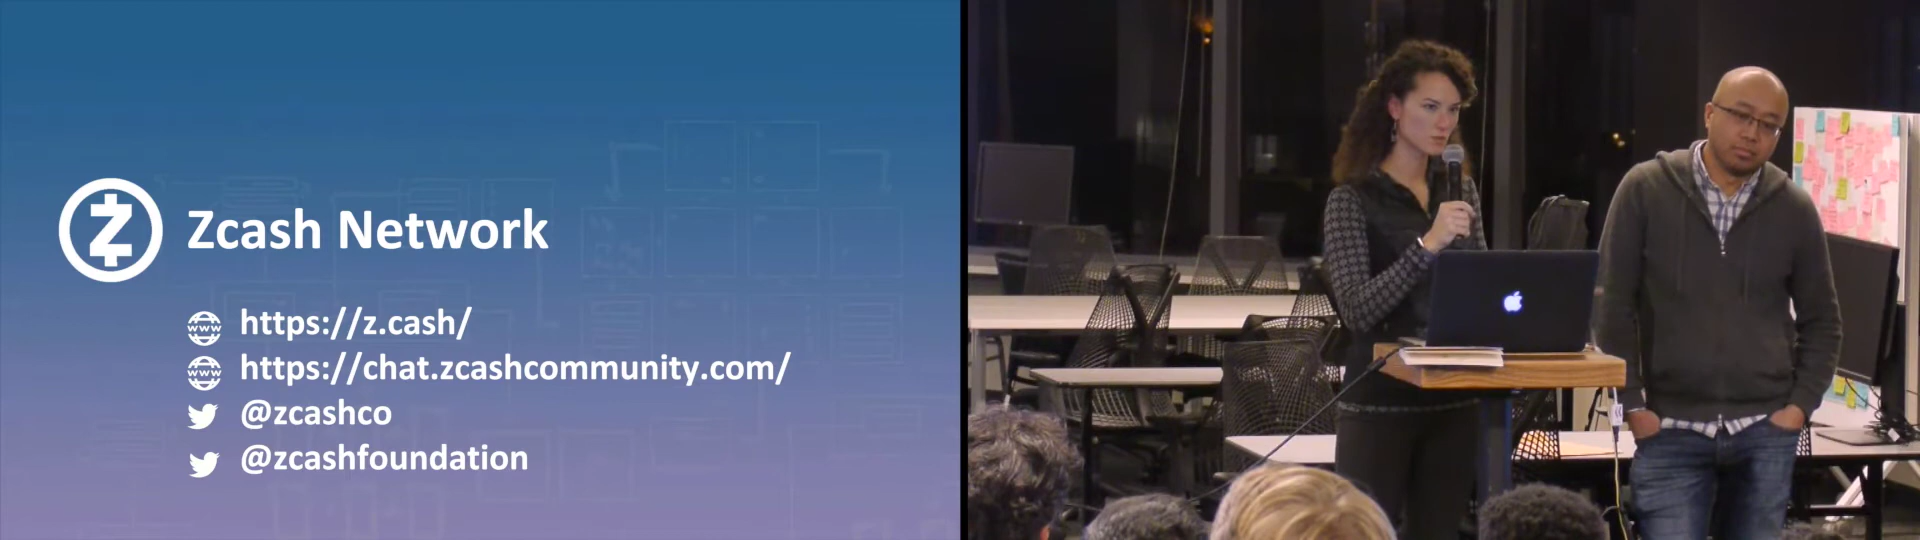 Zcash Network
https://z.cash/
https://chat.zcashcommunity.com/
@zcashco
@zcashfoundation